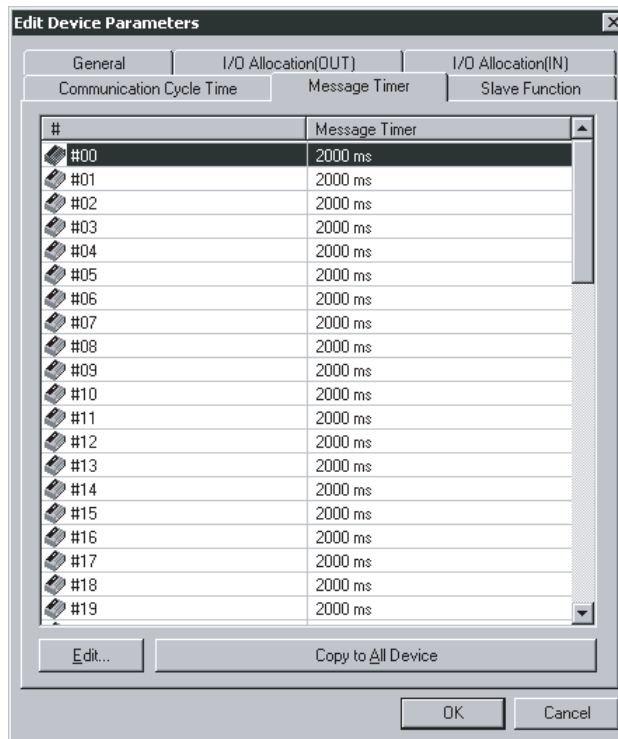 Edit Device Parameters
General I/O Allocation(OUT) I/O Allocation(IN)
Communication Cycle Time Message Timer Slave Function
# Message Timer
#00 2000 ms
#01 2000 ms
#02 2000 ms
#03 2000 ms
#04 2000 ms
#05 2000 ms
#06 2000 ms
#07 2000 ms
#08 2000 ms
#09 2000 ms
#10 2000 ms
#11 2000 ms
#12 2000 ms
#13 2000 ms
#14 2000 ms
#15 2000 ms
#16 2000 ms
#17 2000 ms
#18 2000 ms
#19 2000 ms
Edit... Copy to All Device
OK Cancel